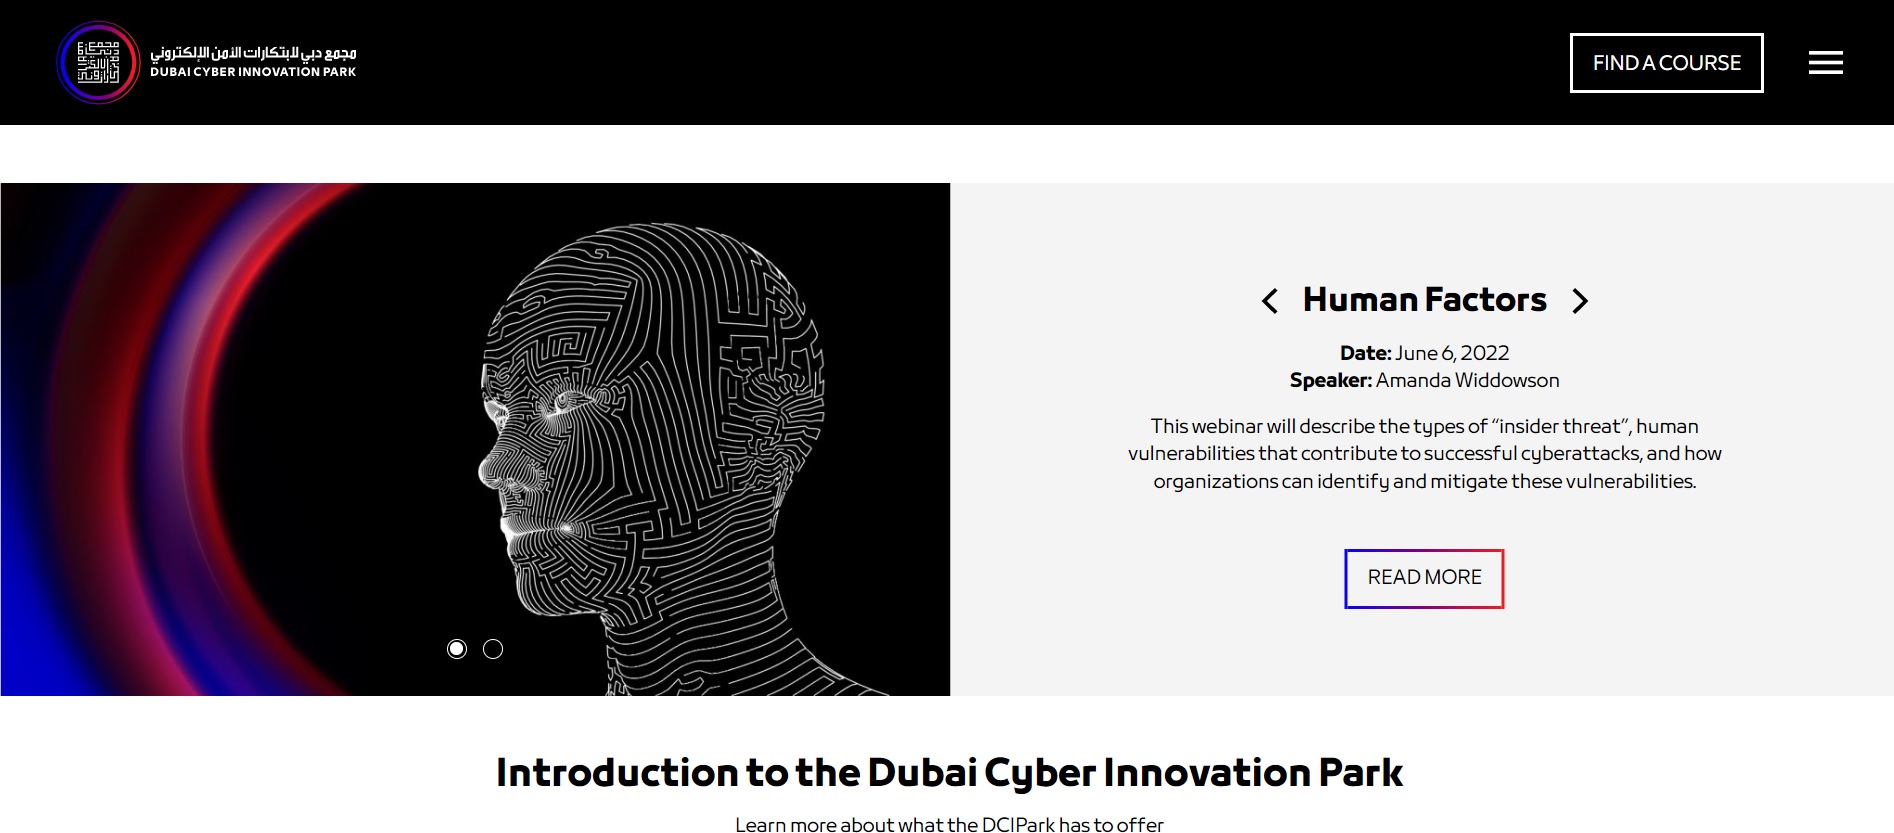 مجمع دبي لابتكارات الأمن الإلكتروني
DUBAI CYBER INNOVATION PARK
FIND A COURSE
Human Factors
Date: June 6, 2022
Speaker: Amanda Widdowson
This webinar will describe the types of “insider threat”, human
vulnerabilities that contribute to successful cyberattacks, and how
organizations can identify and mitigate these vulnerabilities.
READ MORE
Introduction to the Dubai Cyber Innovation Park
Learn more about what the DCIPark has to offer